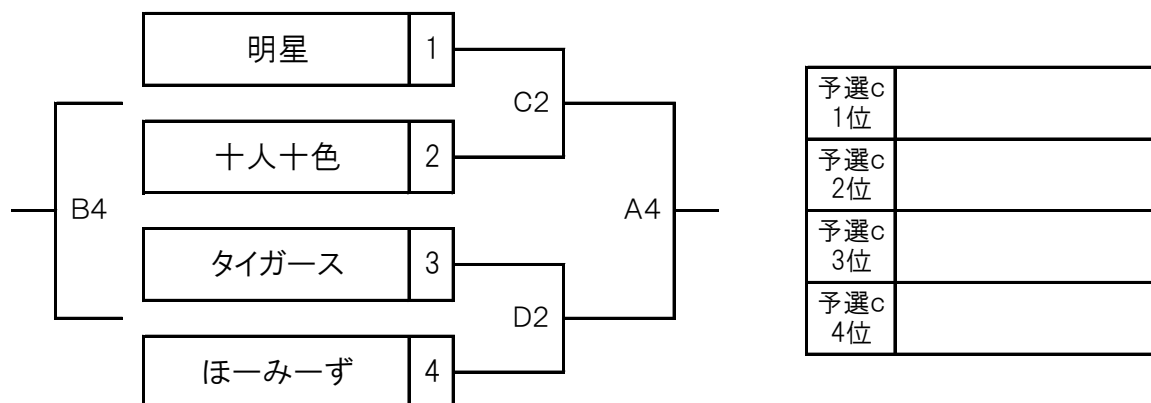 明星 1
C2
十人十色 2
B4
A4
タイガース 3
D2
ほーみーず 4
予選c
1位
予選c
2位
予選c
3位
予選c
4位